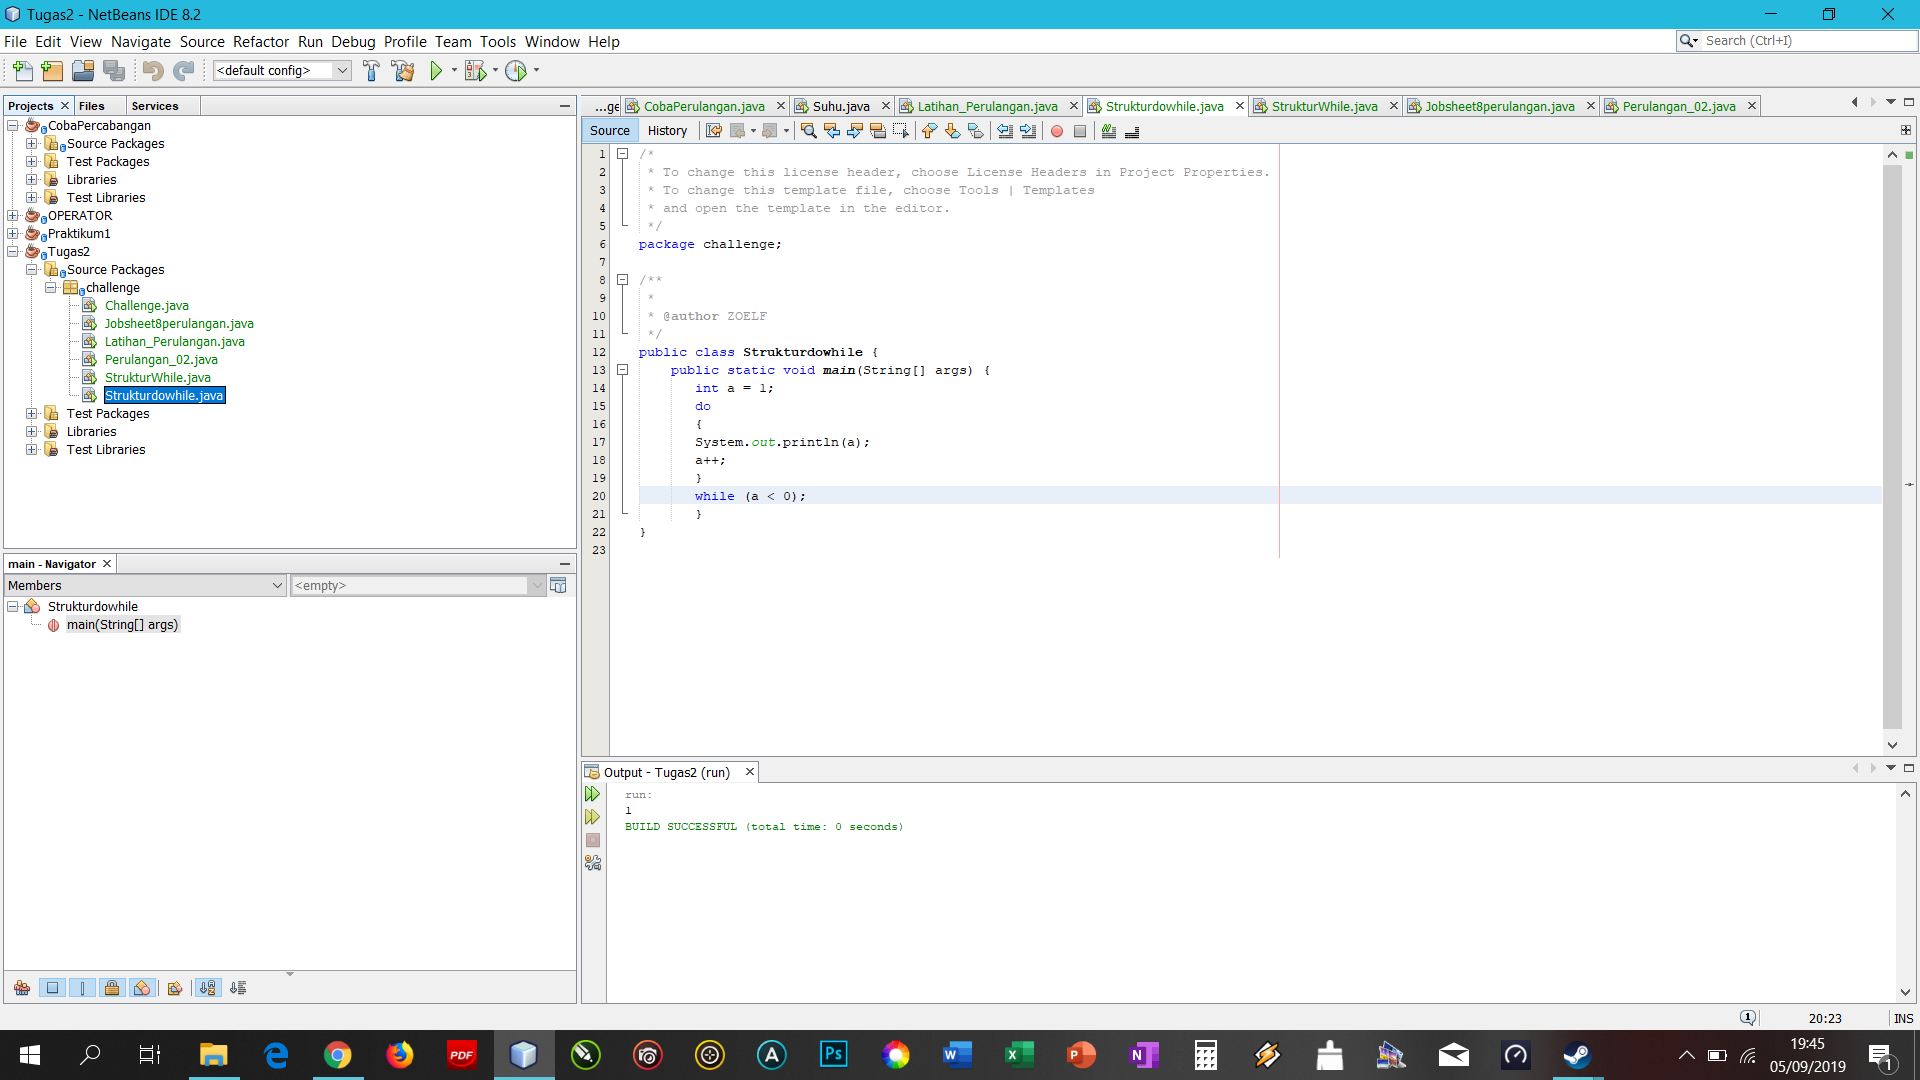 Tugas2 - NetBeans IDE 8.2
File Edit View Navigate Source Refactor Run Debug Profile Team Tools Window Help
Search (Ctrl+I)
<default config>
Projects Files Services
CobaPercabangan
Source Packages
Test Packages
Libraries
Test Libraries
OPERATOR
Praktikum1
Tugas2
Source Packages
challenge
Challenge.java
Jobsheet8perulangan.java
Latihan_Perulangan.java
Perulangan_02.java
StrukturWhile.java
Strukturdowhile.java
Test Packages
Libraries
Test Libraries
main - Navigator
Members <empty>
Strukturdowhile
main(String[] args)
...ge CobaPerulangan.java Suhu.java Latihan_Perulangan.java Strukturdowhile.java StrukturWhile.java Jobsheet8perulangan.java Perulangan_02.java
Source History
1 /*
2 * To change this license header, choose License Headers in Project Properties.
3 * To change this template file, choose Tools | Templates
4 * and open the template in the editor.
5 */
6 package challenge;
7
8 /**
9 *
10 * @author ZOELF
11 */
12 public class Strukturdowhile {
13 public static void main(String[] args) {
14 int a = 1;
15 do
16 {
17 System.out.println(a);
18 a++;
19 }
20 while (a < 0);
21 }
22 }
23
Output - Tugas2 (run)
run:
1
BUILD SUCCESSFUL (total time: 0 seconds)
1
20:23 INS
PDF
Ps
19:45
05/09/2019
1